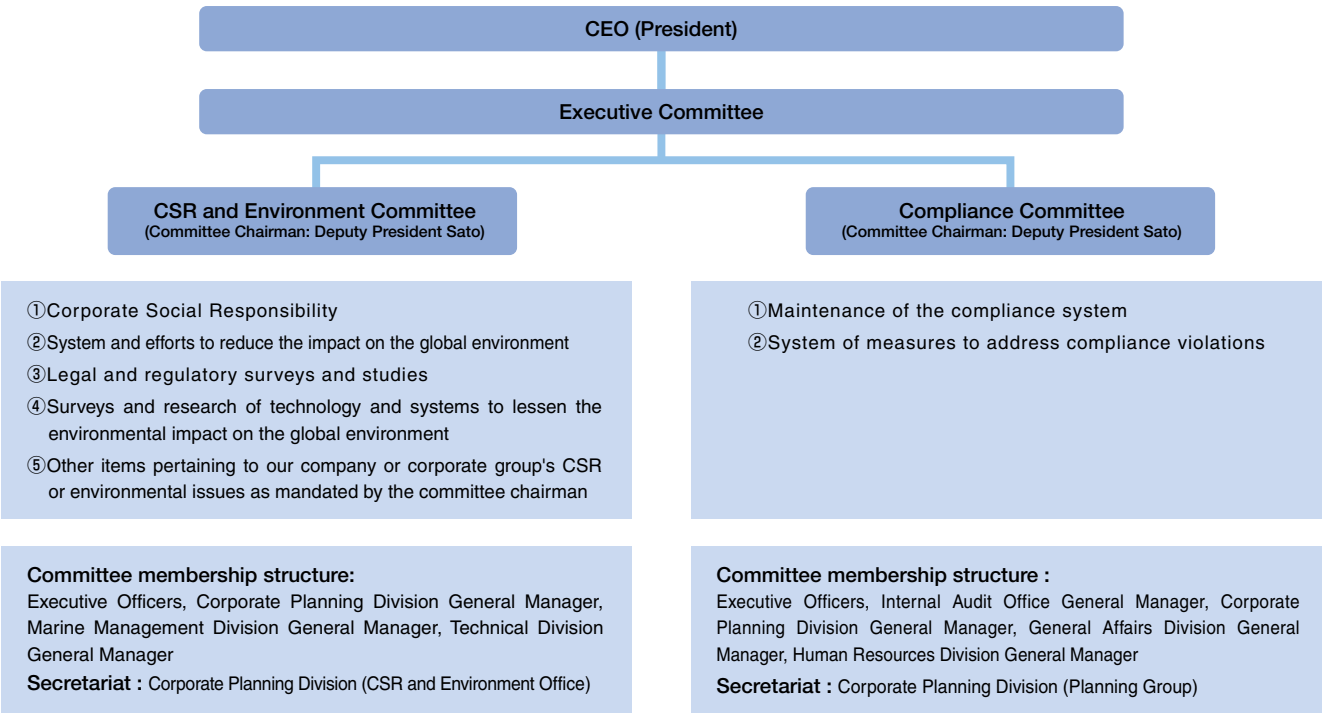 CEO (President)
Executive Committee
CSR and Environment Committee
(Committee Chairman: Deputy President Sato)
①Corporate Social Responsibility
②System and efforts to reduce the impact on the global environment
③Legal and regulatory surveys and studies
④Surveys and research of technology and systems to lessen the
environmental impact on the global environment
⑤Other items pertaining to our company or corporate group's CSR
or environmental issues as mandated by the committee chairman
Committee membership structure:
Executive Officers, Corporate Planning Division General Manager,
Marine Management Division General Manager, Technical Division
General Manager
Secretariat : Corporate Planning Division (CSR and Environment Office)
Compliance Committee
(Committee Chairman: Deputy President Sato)
①Maintenance of the compliance system
②System of measures to address compliance violations
Committee membership structure :
Executive Officers, Internal Audit Office General Manager, Corporate
Planning Division General Manager, General Affairs Division General
Manager, Human Resources Division General Manager
Secretariat : Corporate Planning Division (Planning Group)